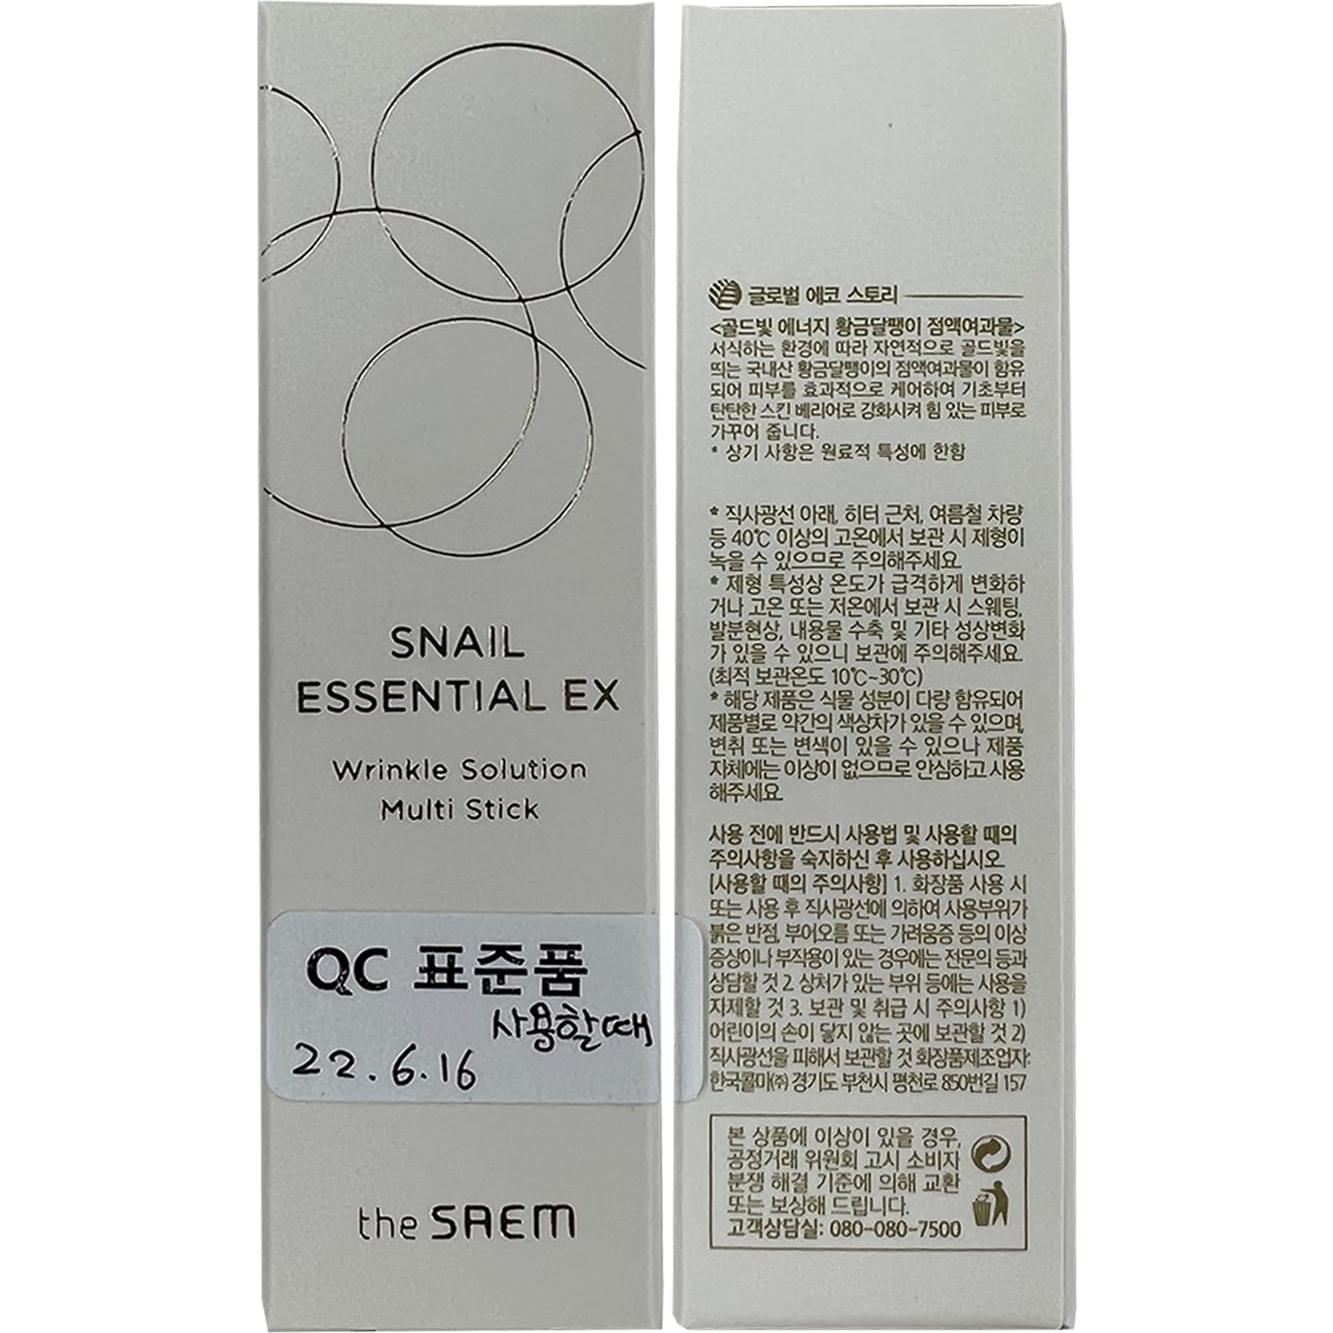 SNAIL
ESSENTIAL EX
Wrinkle Solution
Multi Stick
QC 표준품
사용할때
22.6.16
the SAEM
글로벌 에코 스토리
<골드빛 에너지 황금달팽이 점액여과물>
서식하는 환경에 따라 자연적으로 골드빛을
띄는 국내산 황금달팽이의 점액여과물이 함유
되어 피부를 효과적으로 케어하여 기초부터
탄탄한 스킨 베리어로 강화시켜 힘 있는 피부로
가꾸어 줍니다.
* 상기 사항은 원료적 특성에 한함
* 직사광선 아래, 히터 근처, 여름철 차량
등 40℃ 이상의 고온에서 보관 시 제형이
녹을 수 있으므로 주의해주세요.
* 제형 특성상 온도가 급격하게 변화하
거나 고온 또는 저온에서 보관 시 스웨팅,
발분현상, 내용물 수축 및 기타 성상변화
가 있을 수 있으니 보관에 주의해주세요.
(최적 보관온도 10℃~30℃)
* 해당 제품은 식물 성분이 다량 함유되어
제품별로 약간의 색상차가 있을 수 있으며,
변취 또는 변색이 있을 수 있으나 제품
자체에는 이상이 없으므로 안심하고 사용
해주세요.
사용 전에 반드시 사용법 및 사용할 때의
주의사항을 숙지하신 후 사용하십시오.
[사용할 때의 주의사항] 1. 화장품 사용 시
또는 사용 후 직사광선에 의하여 사용부위가
붉은 반점, 부어오름 또는 가려움증 등의 이상
증상이나 부작용이 있는 경우에는 전문의 등과
상담할 것 2. 상처가 있는 부위 등에는 사용을
자제할 것 3. 보관 및 취급 시 주의사항 1)
어린이의 손이 닿지 않는 곳에 보관할 것 2)
직사광선을 피해서 보관할 것 화장품제조업자:
한국콜마㈜ 경기도 부천시 평천로 850번길 157
본 상품에 이상이 있을 경우,
공정거래 위원회 고시 소비자
분쟁 해결 기준에 의해 교환
또는 보상해 드립니다.
고객상담실: 080-080-7500